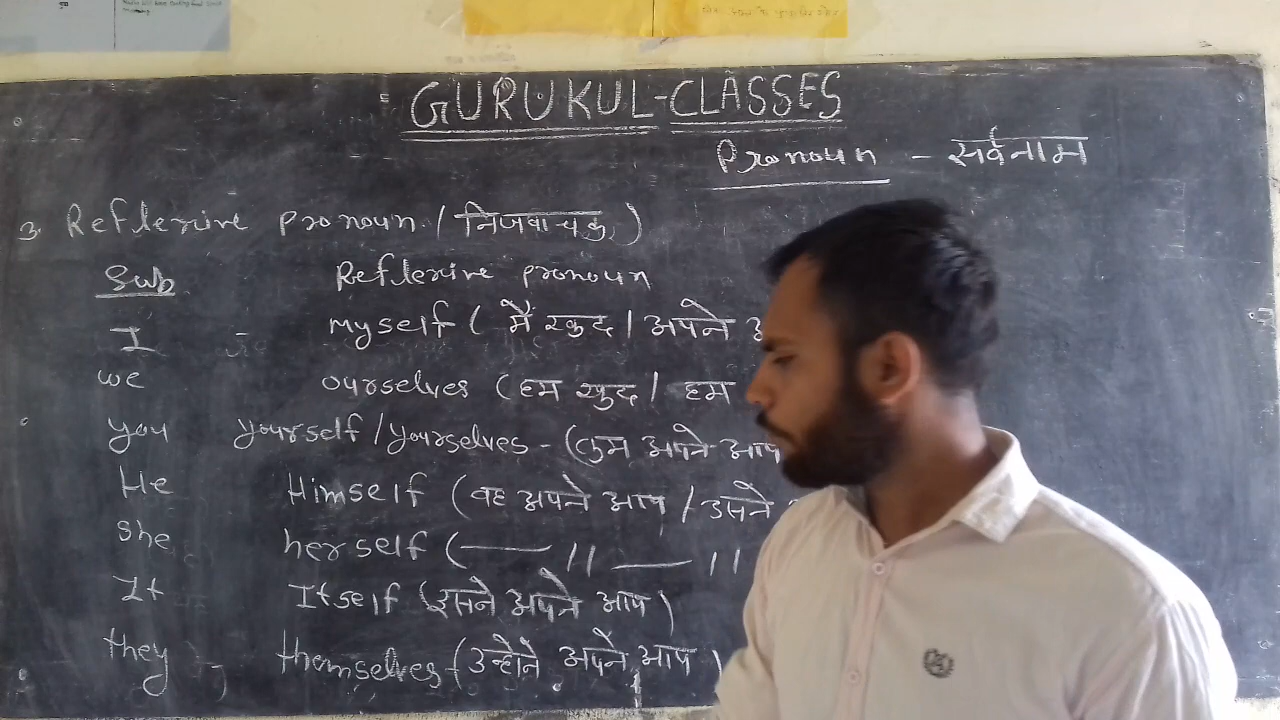 GURUKUL-CLASSES
Pronoun - सर्वनाम
3. Reflexive pronoun / निजवाचक )
Sub Reflexive pronoun
I myself ( मैं खुद / अपने
we ourselves (हम खुद / हम
you yourself / yourselves - (तुम अपने आप
He Himself (वह अपने आप / उसने
she herself ( — // — //
It Itself (इसने अपने आप )
they themselves (उन्होंने अपने आप )